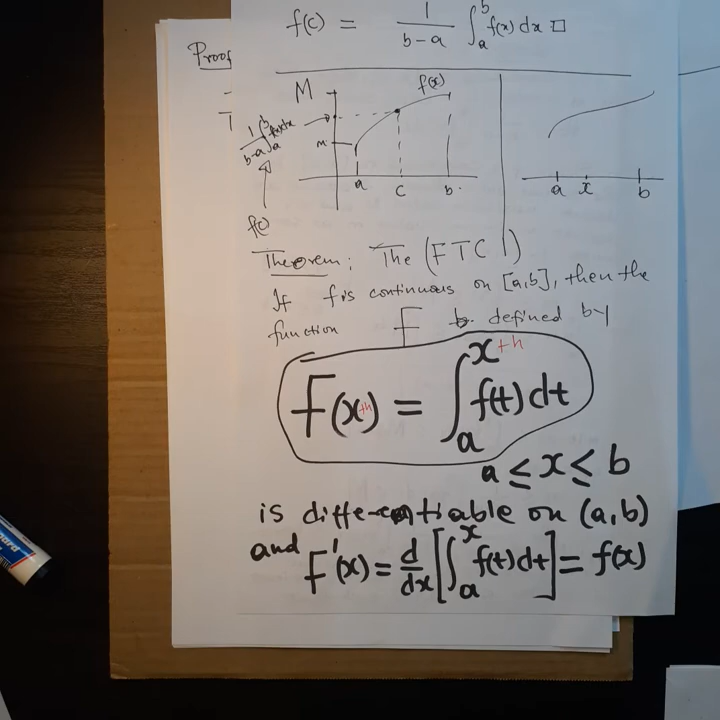 f(c) = 1/(b-a) ∫_a^b f(x) dx □
Proof
M
f(x)
1/(b-a) ∫_a^b f(x)dx
m
a c b
a x b
f(c)
Theorem: The (FTC 1)
If f is continuous on [a,b], then the
function F defined by
F(x+h) = ∫_a^{x+h} f(t) dt
a ≤ x ≤ b
is differentiable on (a,b)
and F'(x) = d/dx [∫_a^x f(t)dt] = f(x)